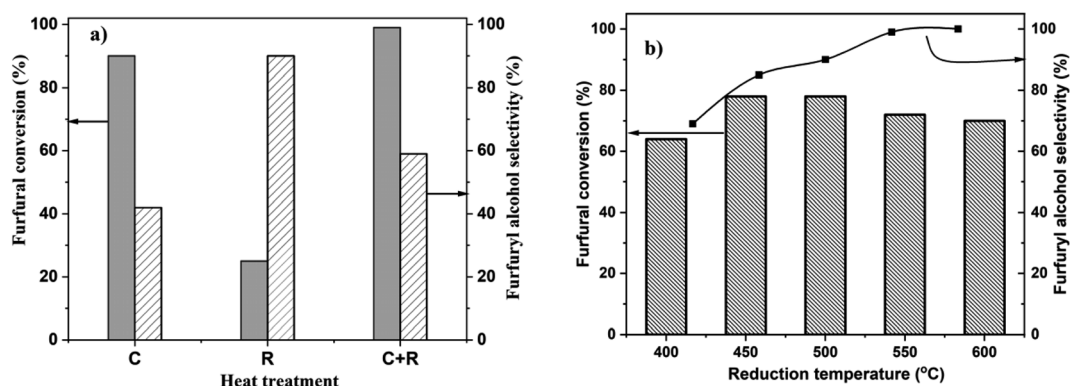 a)
Furfural conversion (%)
100
80
60
40
20
0
C
R
C+R
Heat treatment
100
80
60
40
20
0
Furfuryl alcohol selectivity (%)
b)
Furfural conversion (%)
100
80
60
40
20
0
400
450
500
550
600
Reduction temperature (°C)
100
80
60
40
20
0
Furfuryl alcohol selectivity (%)